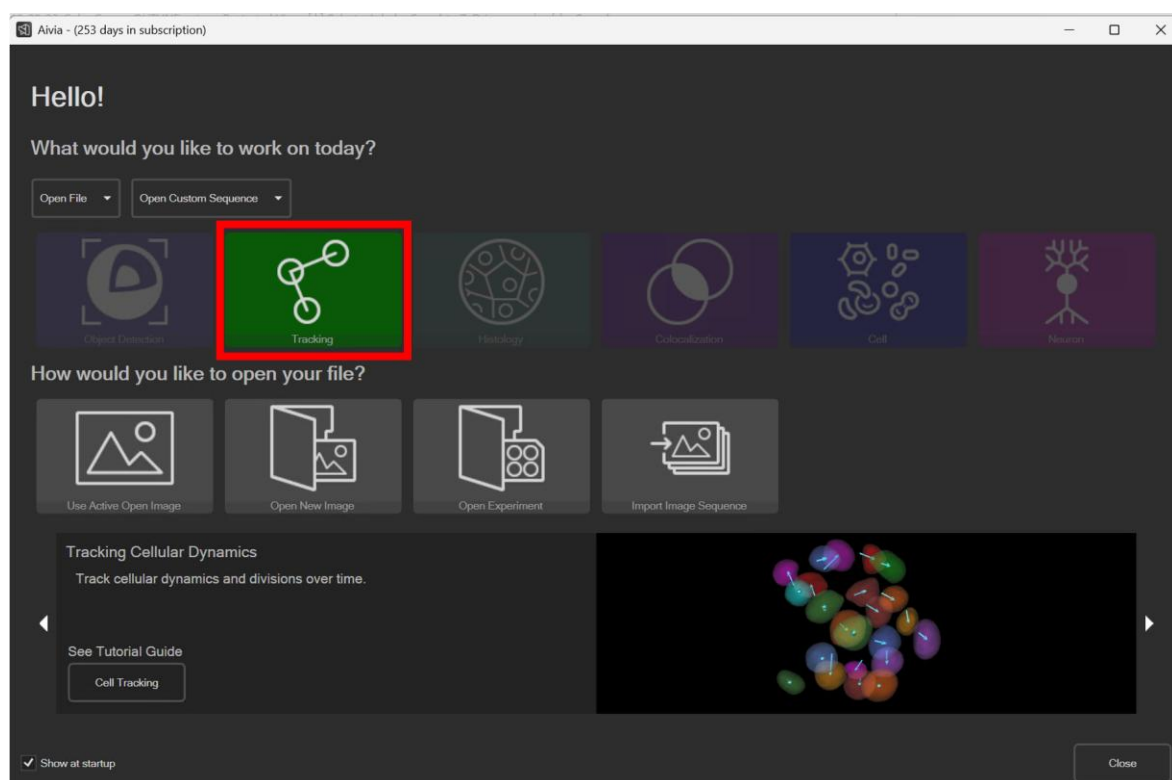 Aivia - (253 days in subscription)
Hello!
What would you like to work on today?
Open File
Open Custom Sequence
Object Detection
Tracking
Histology
Colocalization
Cell
Neuron
How would you like to open your file?
Use Active Open Image
Open New Image
Open Experiment
Import Image Sequence
Tracking Cellular Dynamics
Track cellular dynamics and divisions over time.
See Tutorial Guide
Cell Tracking
Show at startup
Close